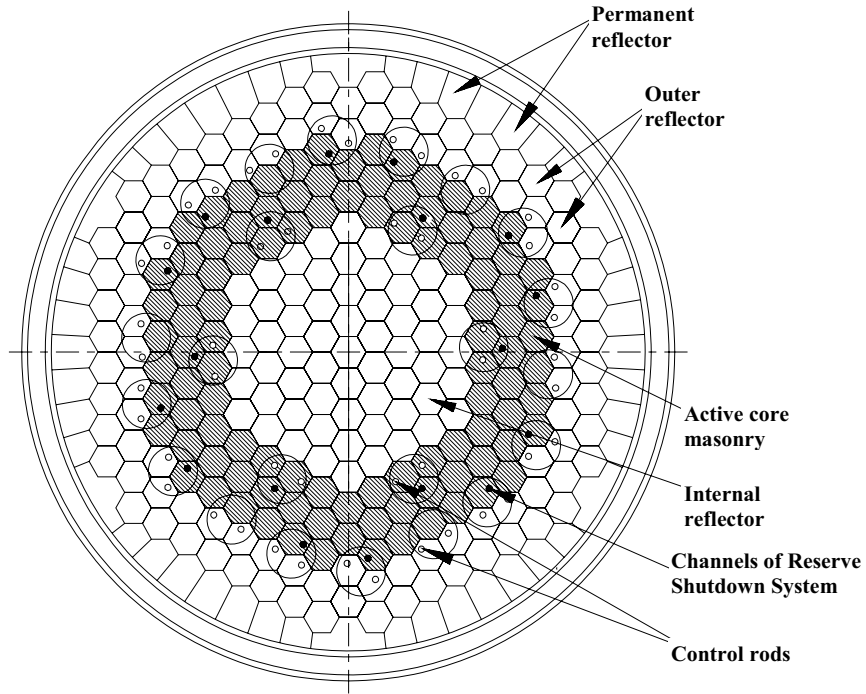 Permanent
reflector
Outer
reflector
Active core
masonry
Internal
reflector
Channels of Reserve
Shutdown System
Control rods